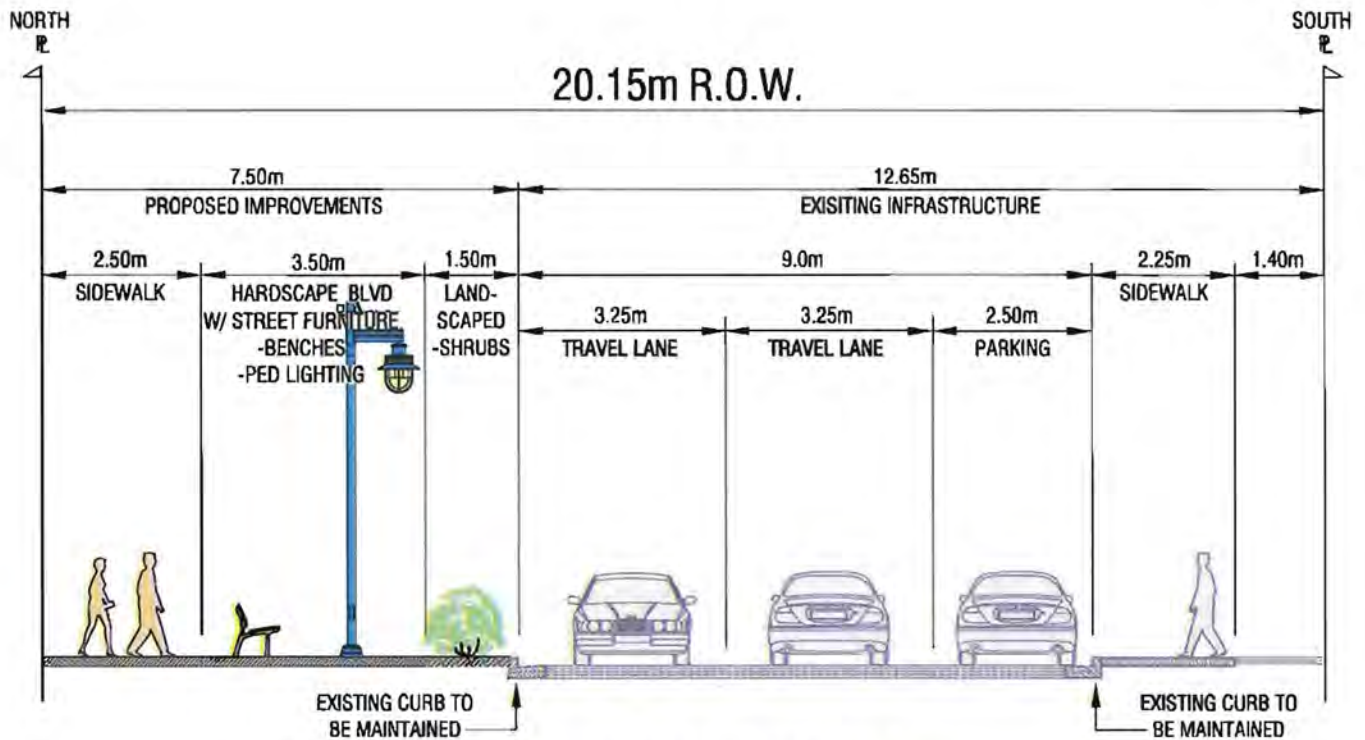 NORTH
PL
SOUTH
PL
20.15m R.O.W.
7.50m
PROPOSED IMPROVEMENTS
12.65m
EXISITING INFRASTRUCTURE
2.50m
SIDEWALK
3.50m
HARDSCAPE BLVD
W/ STREET FURNITURE
-BENCHES
-PED LIGHTING
1.50m
LAND-
SCAPED
-SHRUBS
9.0m
3.25m
TRAVEL LANE
3.25m
TRAVEL LANE
2.50m
PARKING
2.25m
SIDEWALK
1.40m
EXISTING CURB TO
BE MAINTAINED
EXISTING CURB TO
BE MAINTAINED